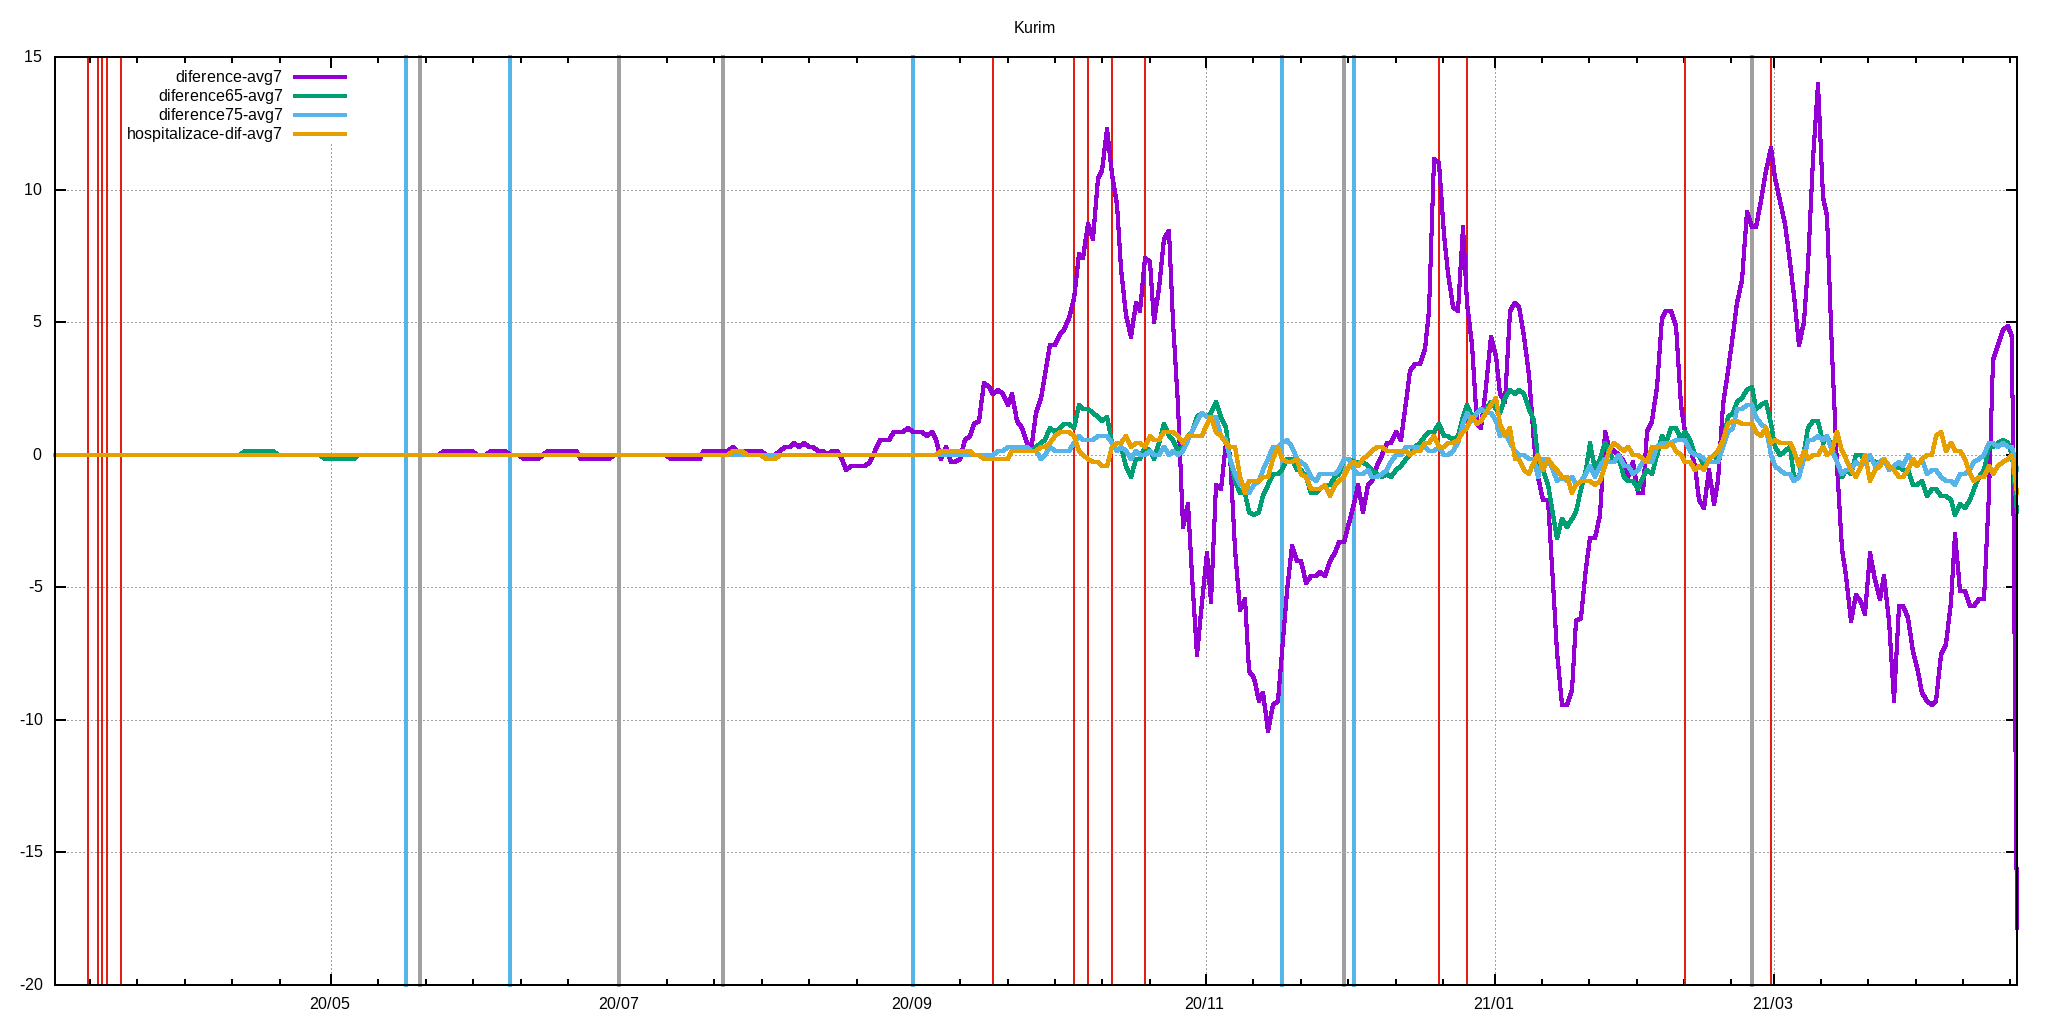 Kurim
diference-avg7
diference65-avg7
diference75-avg7
hospitalizace-dif-avg7
15
10
5
0
-5
-10
-15
-20
20/05 20/07 20/09 20/11 21/01 21/03